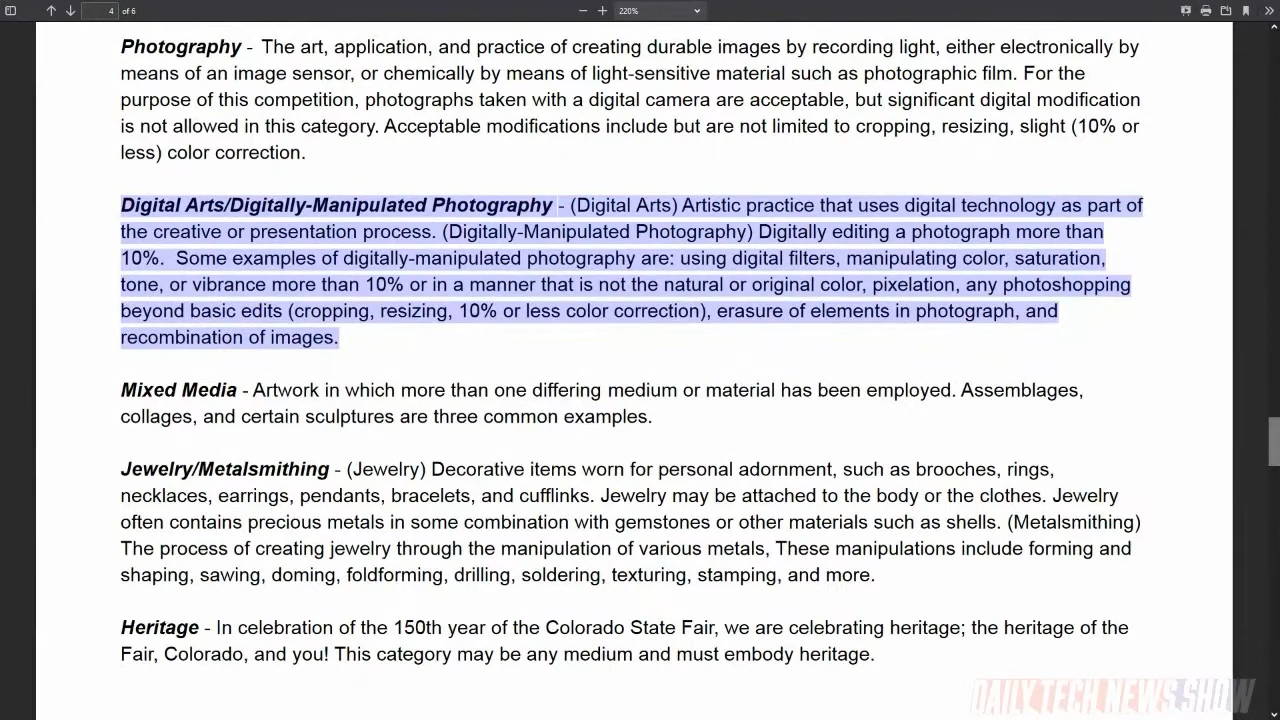 4 of 6 220%
Photography - The art, application, and practice of creating durable images by recording light, either electronically by
means of an image sensor, or chemically by means of light-sensitive material such as photographic film. For the
purpose of this competition, photographs taken with a digital camera are acceptable, but significant digital modification
is not allowed in this category. Acceptable modifications include but are not limited to cropping, resizing, slight (10% or
less) color correction.
Digital Arts/Digitally-Manipulated Photography - (Digital Arts) Artistic practice that uses digital technology as part of
the creative or presentation process. (Digitally-Manipulated Photography) Digitally editing a photograph more than
10%. Some examples of digitally-manipulated photography are: using digital filters, manipulating color, saturation,
tone, or vibrance more than 10% or in a manner that is not the natural or original color, pixelation, any photoshopping
beyond basic edits (cropping, resizing, 10% or less color correction), erasure of elements in photograph, and
recombination of images.
Mixed Media - Artwork in which more than one differing medium or material has been employed. Assemblages,
collages, and certain sculptures are three common examples.
Jewelry/Metalsmithing - (Jewelry) Decorative items worn for personal adornment, such as brooches, rings,
necklaces, earrings, pendants, bracelets, and cufflinks. Jewelry may be attached to the body or the clothes. Jewelry
often contains precious metals in some combination with gemstones or other materials such as shells. (Metalsmithing)
The process of creating jewelry through the manipulation of various metals, These manipulations include forming and
shaping, sawing, doming, foldforming, drilling, soldering, texturing, stamping, and more.
Heritage - In celebration of the 150th year of the Colorado State Fair, we are celebrating heritage; the heritage of the
Fair, Colorado, and you! This category may be any medium and must embody heritage.
DAILY TECH NEWS SHOW